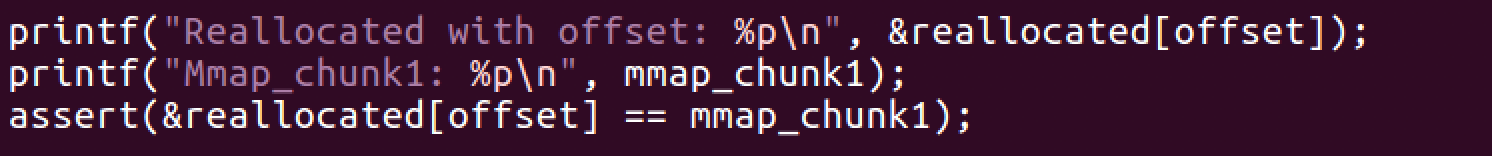 printf("Reallocated with offset: %p\n", &reallocated[offset]);
printf("Mmap_chunk1: %p\n", mmap_chunk1);
assert(&reallocated[offset] == mmap_chunk1);